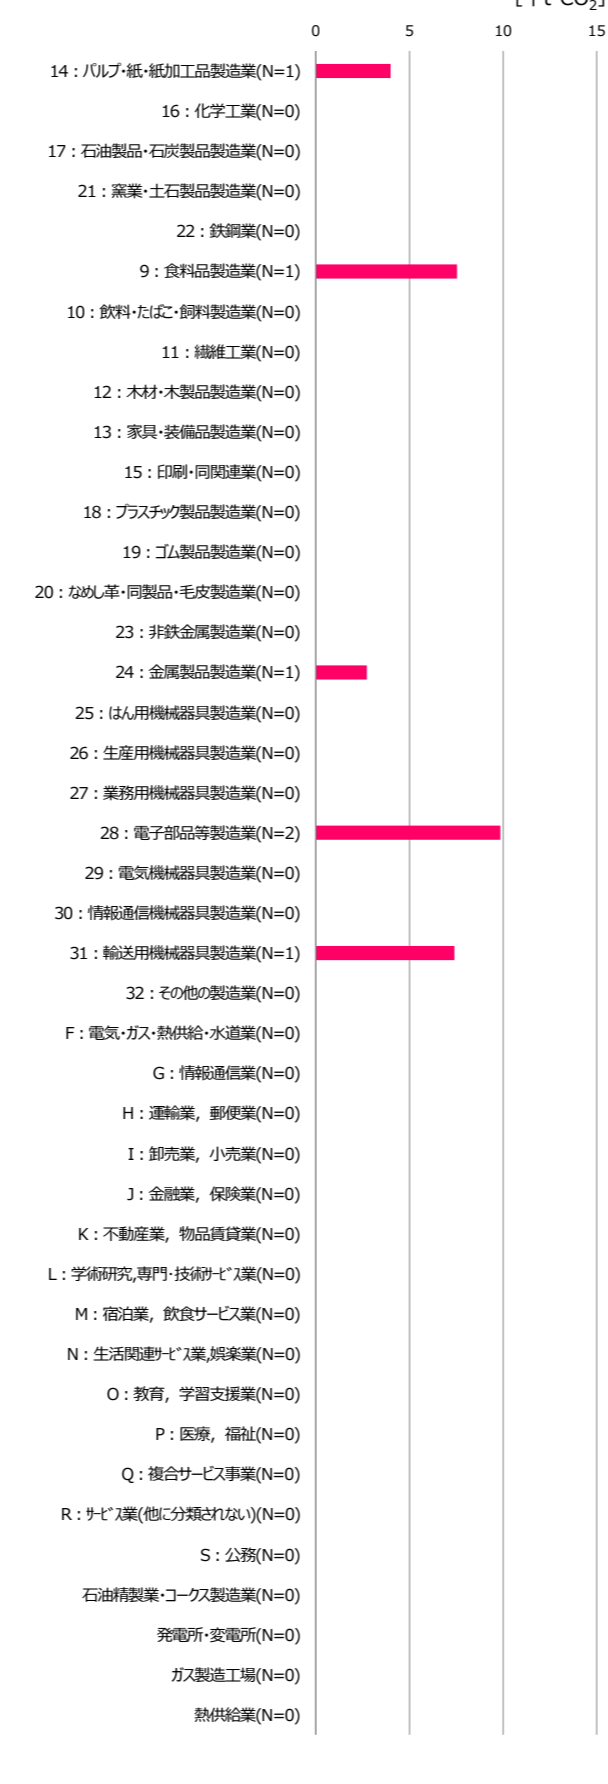 0 5 10 15
14：パルプ・紙・紙加工品製造業(N=1)
16：化学工業(N=0)
17：石油製品・石炭製品製造業(N=0)
21：窯業・土石製品製造業(N=0)
22：鉄鋼業(N=0)
9：食料品製造業(N=1)
10：飲料・たばこ・飼料製造業(N=0)
11：繊維工業(N=0)
12：木材・木製品製造業(N=0)
13：家具・装備品製造業(N=0)
15：印刷・同関連業(N=0)
18：プラスチック製品製造業(N=0)
19：ゴム製品製造業(N=0)
20：なめし革・同製品・毛皮製造業(N=0)
23：非鉄金属製造業(N=0)
24：金属製品製造業(N=1)
25：はん用機械器具製造業(N=0)
26：生産用機械器具製造業(N=0)
27：業務用機械器具製造業(N=0)
28：電子部品等製造業(N=2)
29：電気機械器具製造業(N=0)
30：情報通信機械器具製造業(N=0)
31：輸送用機械器具製造業(N=1)
32：その他の製造業(N=0)
F：電気・ガス・熱供給・水道業(N=0)
G：情報通信業(N=0)
H：運輸業，郵便業(N=0)
I：卸売業，小売業(N=0)
J：金融業，保険業(N=0)
K：不動産業，物品賃貸業(N=0)
L：学術研究,専門・技術ｻｰﾋﾞｽ業(N=0)
M：宿泊業，飲食サービス業(N=0)
N：生活関連ｻｰﾋﾞｽ業,娯楽業(N=0)
O：教育，学習支援業(N=0)
P：医療，福祉(N=0)
Q：複合サービス事業(N=0)
R：ｻｰﾋﾞｽ業(他に分類されない)(N=0)
S：公務(N=0)
石油精製業・コークス製造業(N=0)
発電所・変電所(N=0)
ガス製造工場(N=0)
熱供給業(N=0)